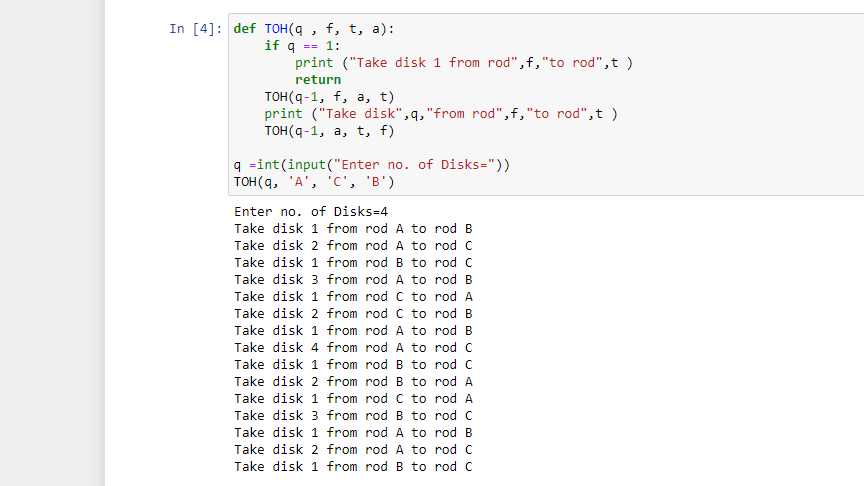 In [4]: def TOH(q , f, t, a):
    if q == 1:
        print ("Take disk 1 from rod",f,"to rod",t )
        return
    TOH(q-1, f, a, t)
    print ("Take disk",q,"from rod",f,"to rod",t )
    TOH(q-1, a, t, f)

q =int(input("Enter no. of Disks="))
TOH(q, 'A', 'C', 'B')
Enter no. of Disks=4
Take disk 1 from rod A to rod B
Take disk 2 from rod A to rod C
Take disk 1 from rod B to rod C
Take disk 3 from rod A to rod B
Take disk 1 from rod C to rod A
Take disk 2 from rod C to rod B
Take disk 1 from rod A to rod B
Take disk 4 from rod A to rod C
Take disk 1 from rod B to rod C
Take disk 2 from rod B to rod A
Take disk 1 from rod C to rod A
Take disk 3 from rod B to rod C
Take disk 1 from rod A to rod B
Take disk 2 from rod A to rod C
Take disk 1 from rod B to rod C